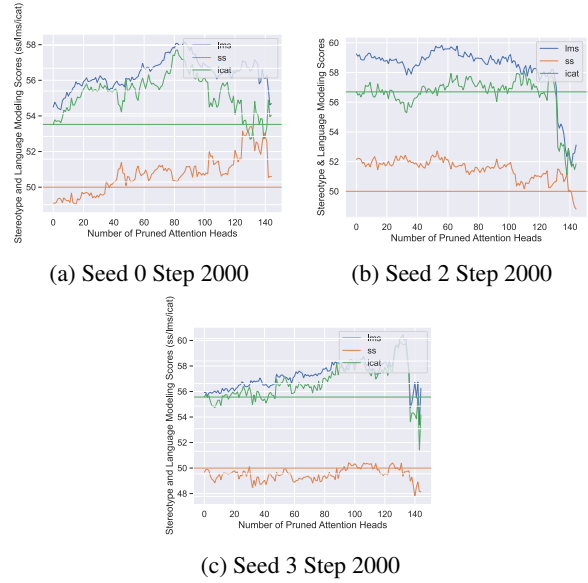 Stereotype and Language Modeling Scores (ss/lms/icat)
58
56
54
52
50
lms
ss
icat
0 20 40 60 80 100 120 140
Number of Pruned Attention Heads
(a) Seed 0 Step 2000
Stereotype & Language Modeling Scores
60
58
56
54
52
50
lms
ss
icat
0 20 40 60 80 100 120 140
Number of Pruned Attention Heads
(b) Seed 2 Step 2000
Stereotype and Language Modeling Scores (ss/lms/icat)
60
58
56
54
52
50
48
lms
ss
icat
0 20 40 60 80 100 120 140
Number of Pruned Attention Heads
(c) Seed 3 Step 2000